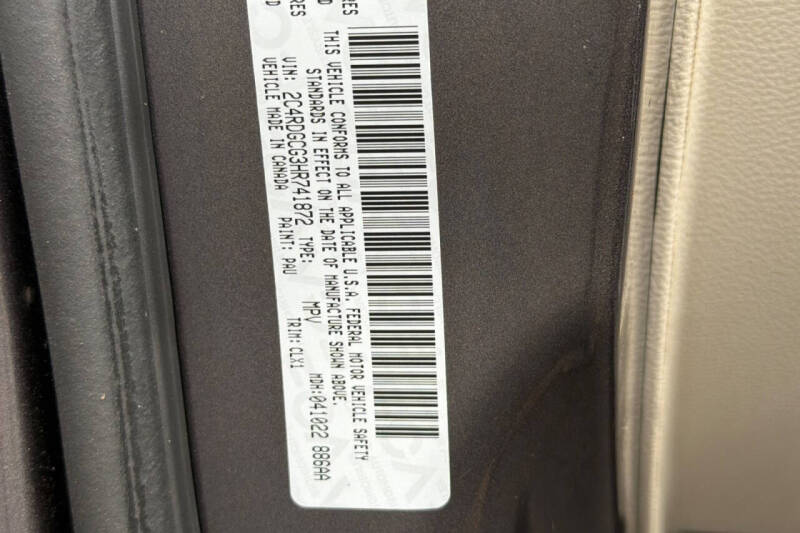 THIS VEHICLE CONFORMS TO ALL APPLICABLE U.S.A. FEDERAL MOTOR VEHICLE SAFETY
STANDARDS IN EFFECT ON THE DATE OF MANUFACTURE SHOWN ABOVE.
VIN: 2C4RDGCG3HR741872 TYPE: MPV MDH:041022 886AA
VEHICLE MADE IN CANADA PAINT: PAU TRIM: CLX1